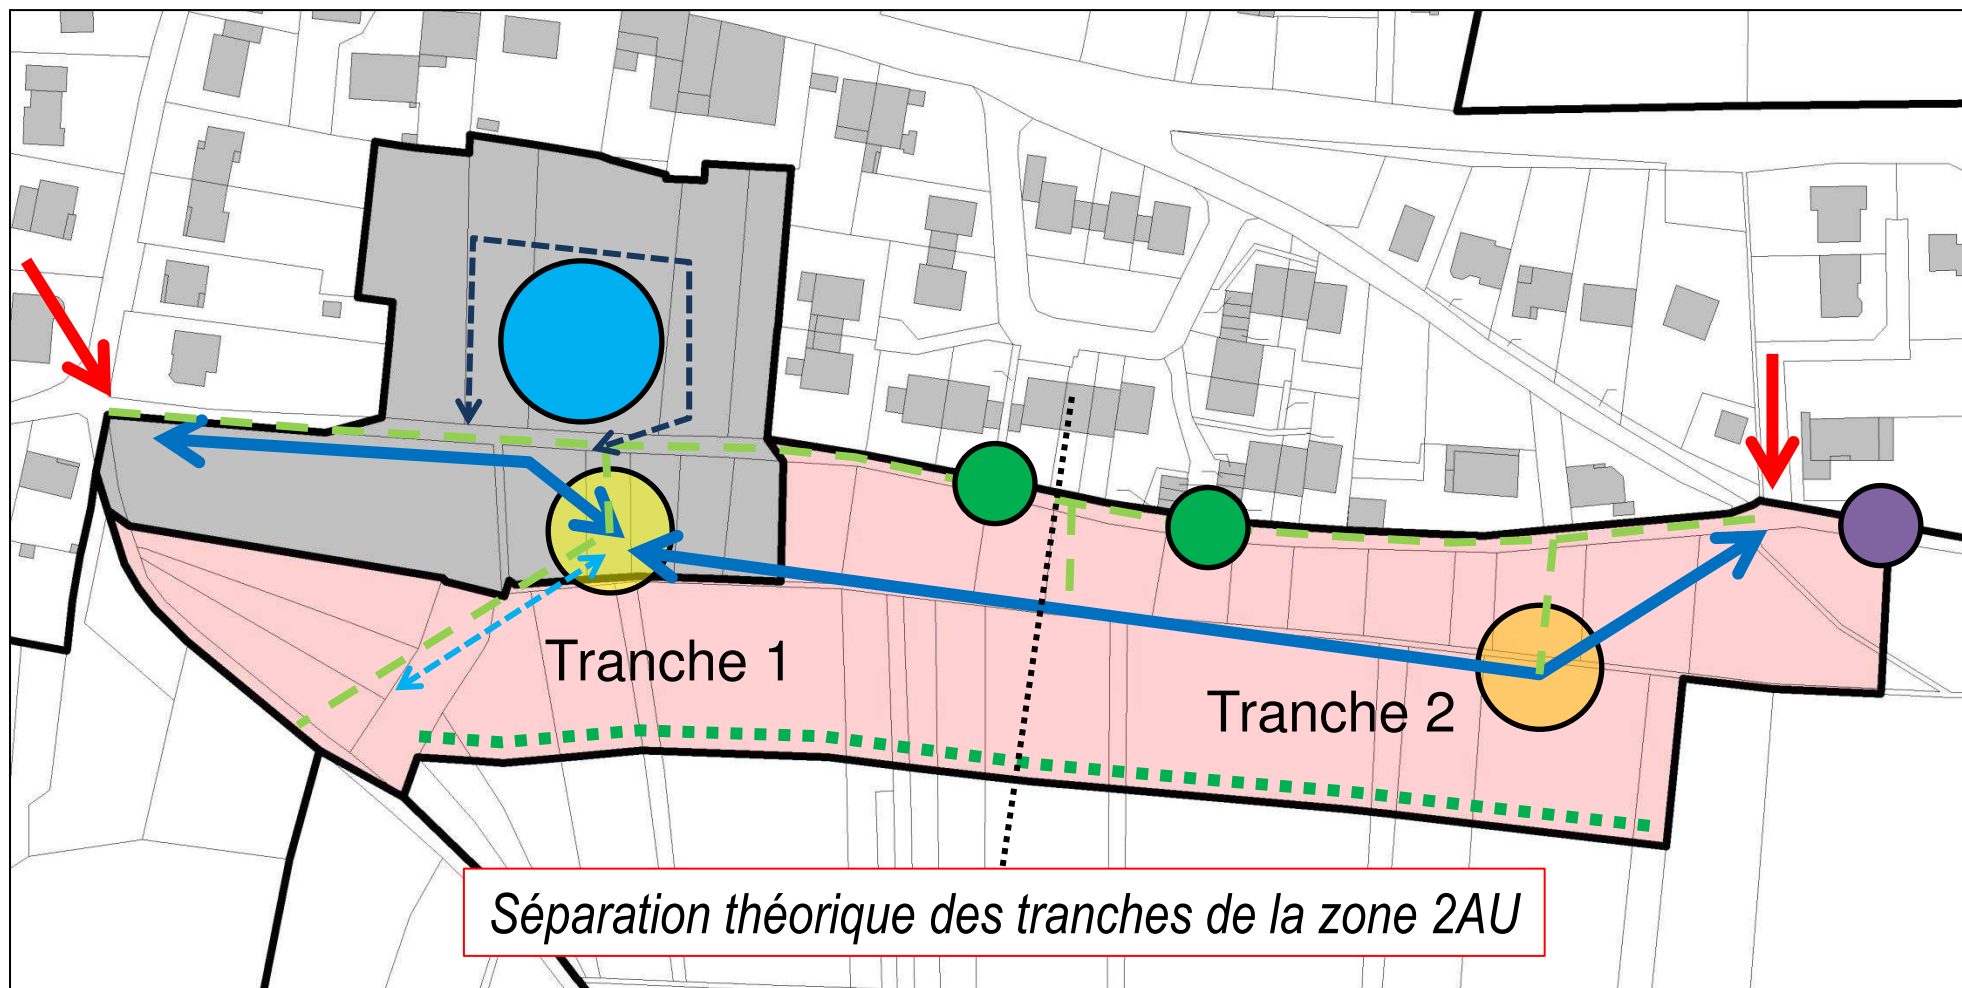 Tranche 1
Tranche 2
Séparation théorique des tranches de la zone 2AU